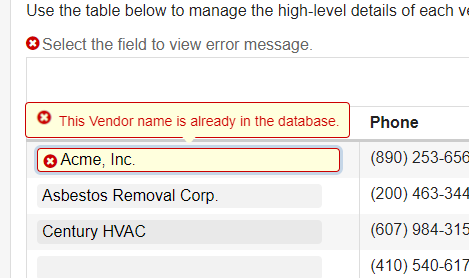 Use the table below to manage the high-level details of each
Select the field to view error message.
This Vendor name is already in the database.
Phone
Acme, Inc.
(890) 253-656
Asbestos Removal Corp.
(200) 463-344
Century HVAC
(607) 984-315
(410) 540-617